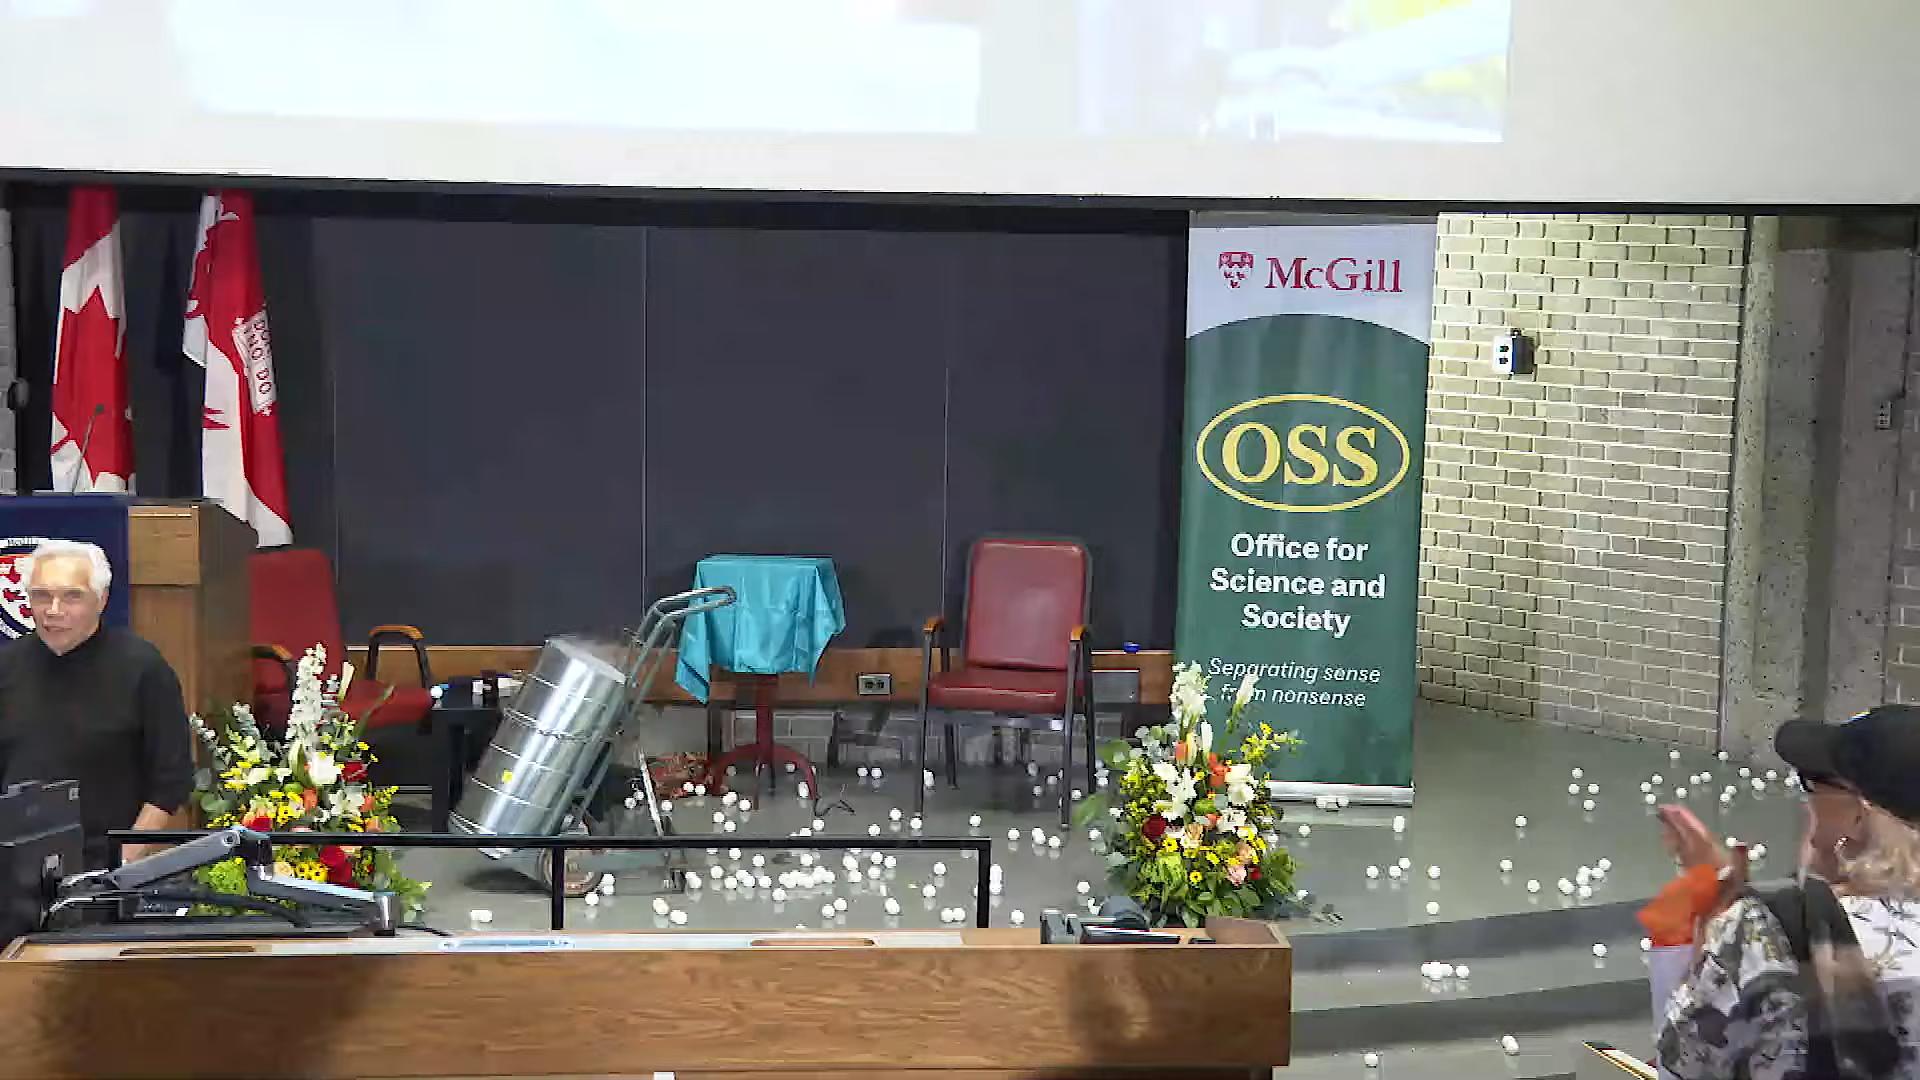 McGill
OSS
Office for
Science and
Society
Separating sense
from nonsense